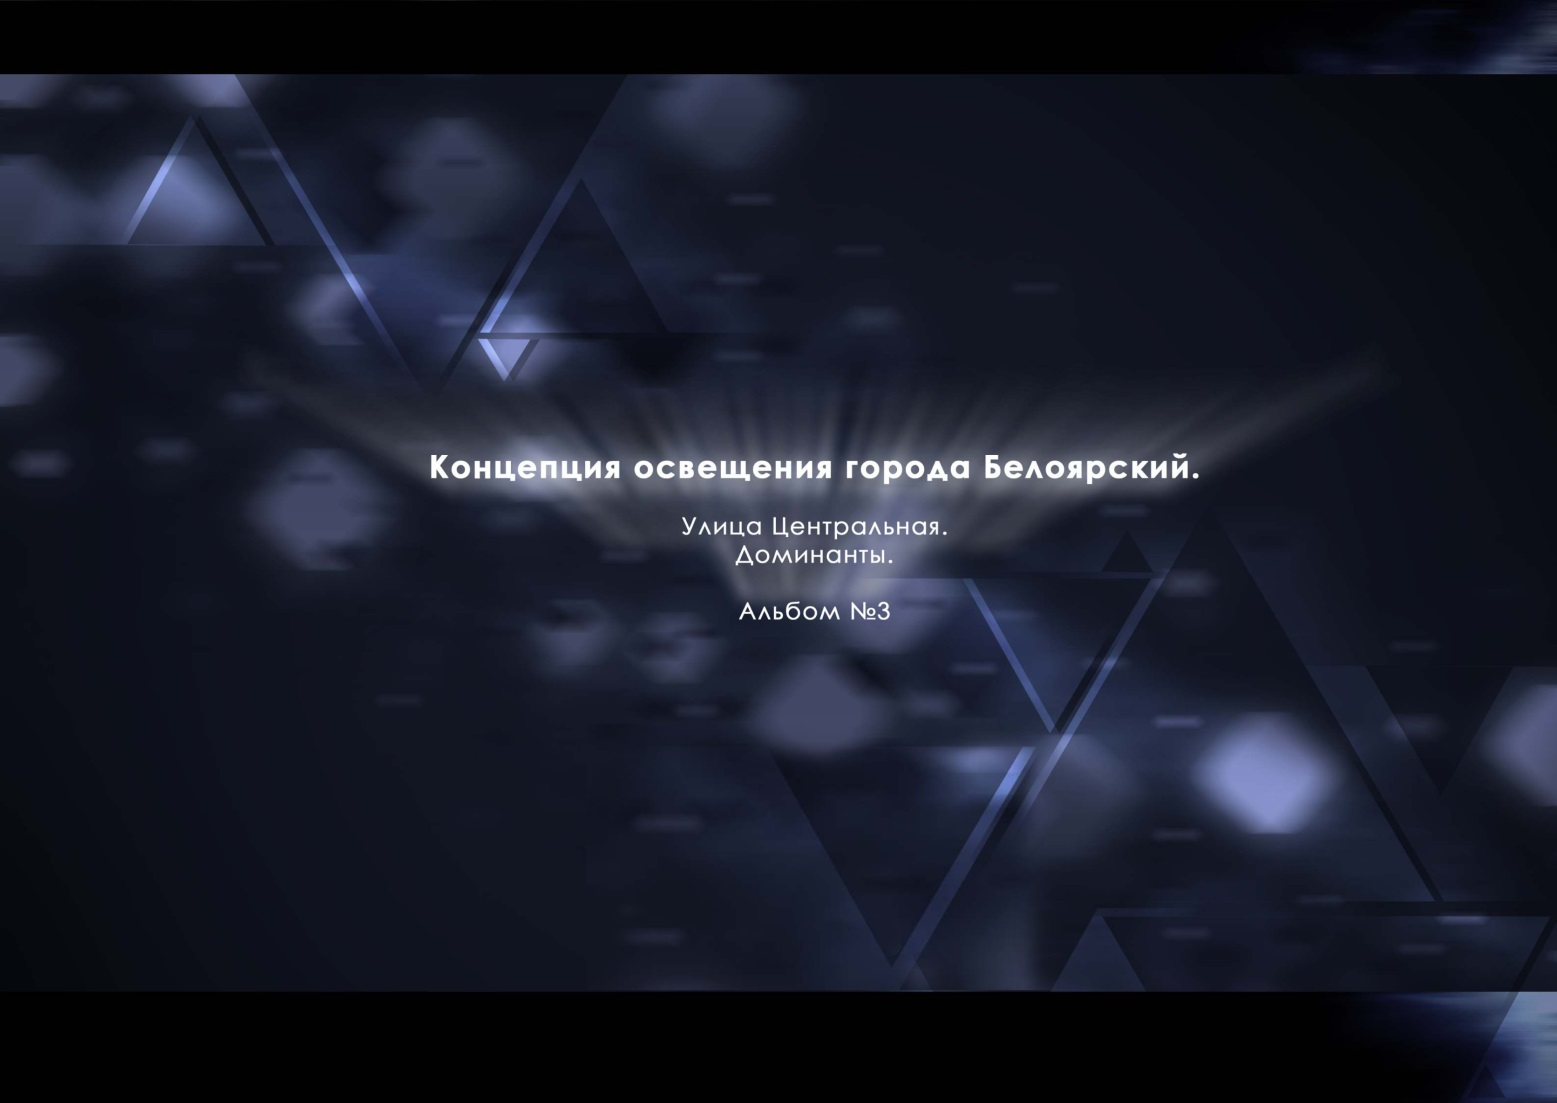 Концепция освещения города Белоярский.
Улица Центральная.
Доминанты.
Альбом №3